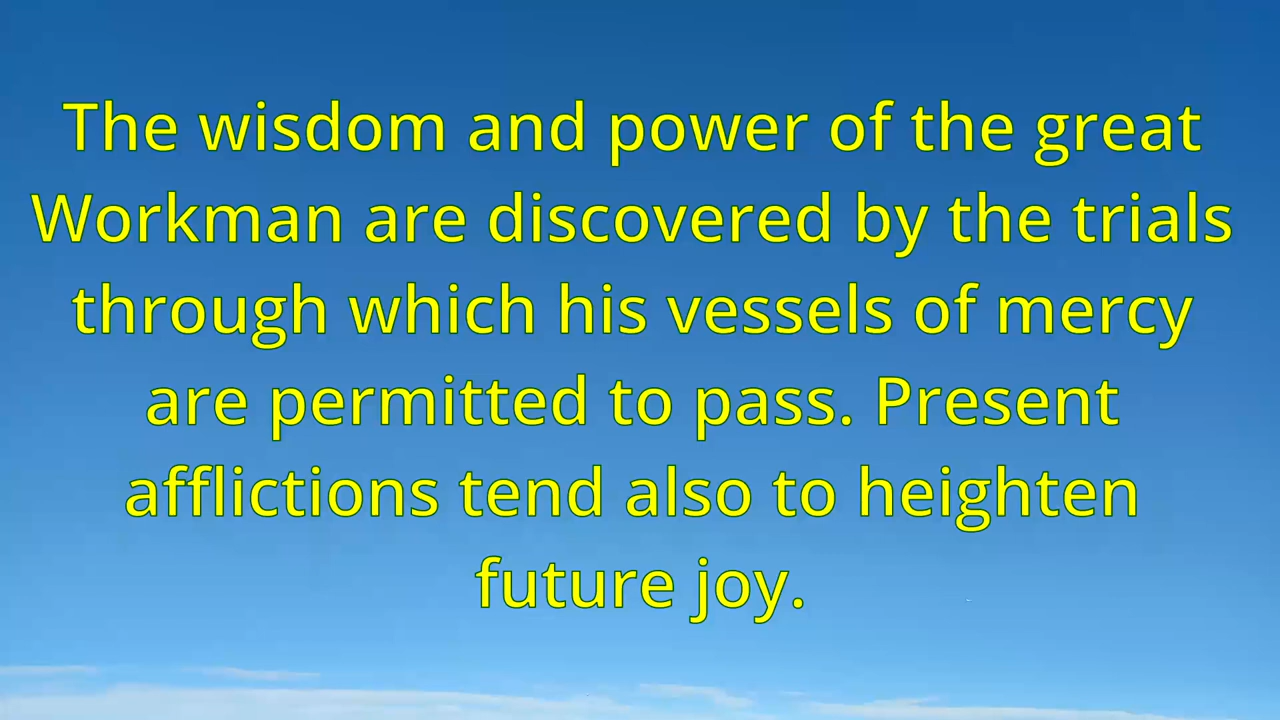 The wisdom and power of the great
Workman are discovered by the trials
through which his vessels of mercy
are permitted to pass. Present
afflictions tend also to heighten
future joy.